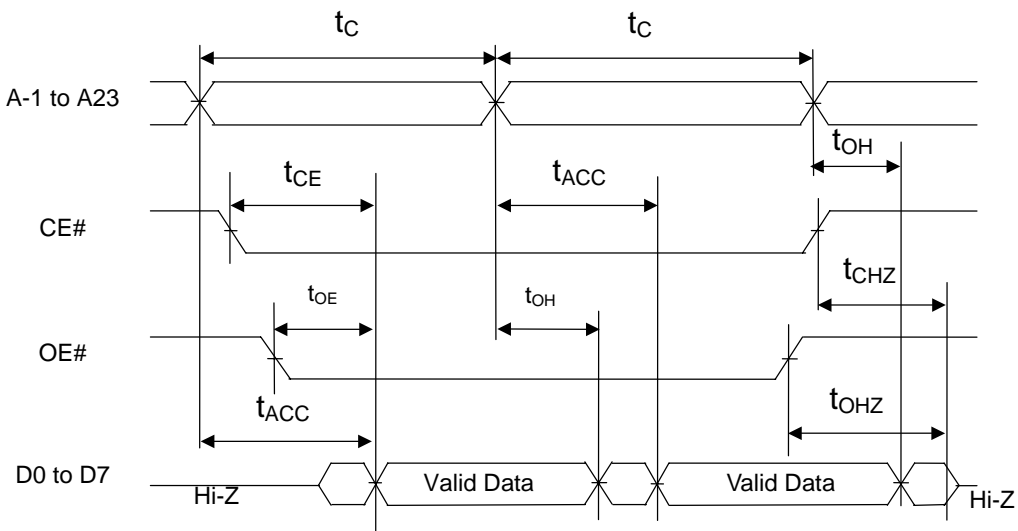 tC tC
A-1 to A23
tOH
tCE tACC
CE#
tCHZ
tOE tOH
OE#
tACC tOHZ
D0 to D7 Valid Data Valid Data
Hi-Z Hi-Z